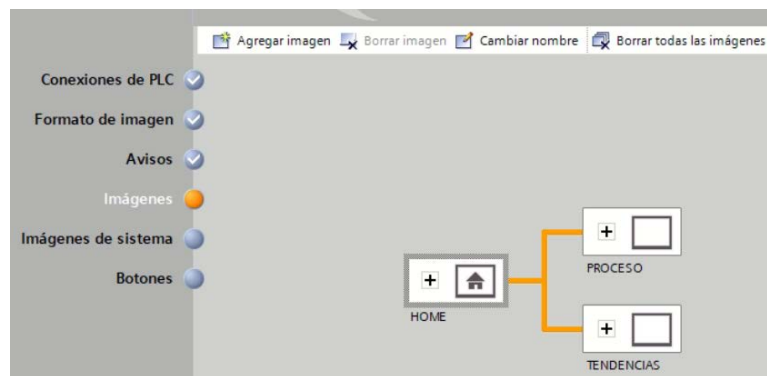 Agregar imagen Borrar imagen Cambiar nombre Borrar todas las imágenes
Conexiones de PLC
Formato de imagen
Avisos
Imágenes
Imágenes de sistema
Botones
PROCESO
HOME
TENDENCIAS